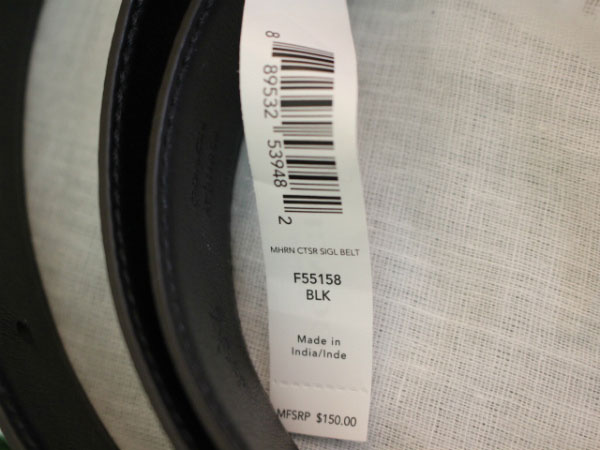 8 89532 53948 2
MHRN CTSR SIGL BELT
F55158
BLK
Made in
India/Inde
MFSRP $150.00